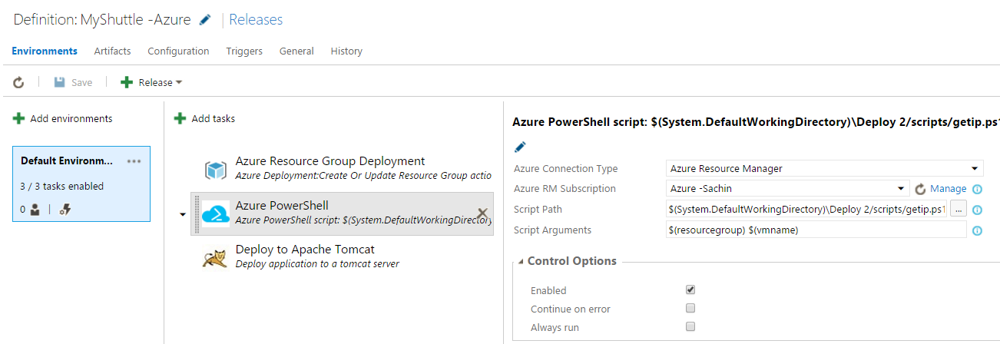 Definition: MyShuttle -Azure | Releases
Environments Artifacts Configuration Triggers General History
Save Release
Add environments
Default Environm... ...
3 / 3 tasks enabled
0
Add tasks
Azure Resource Group Deployment
Azure Deployment:Create Or Update Resource Group actio
Azure PowerShell
Azure PowerShell script: $(System.DefaultWorkingDirectory)
Deploy to Apache Tomcat
Deploy application to a tomcat server
Azure PowerShell script: $(System.DefaultWorkingDirectory)\Deploy 2/scripts/getip.ps1
Azure Connection Type Azure Resource Manager
Azure RM Subscription Azure -Sachin Manage
Script Path $(System.DefaultWorkingDirectory)\Deploy 2/scripts/getip.ps1 ...
Script Arguments $(resourcegroup) $(vmname)
Control Options
Enabled
Continue on error
Always run